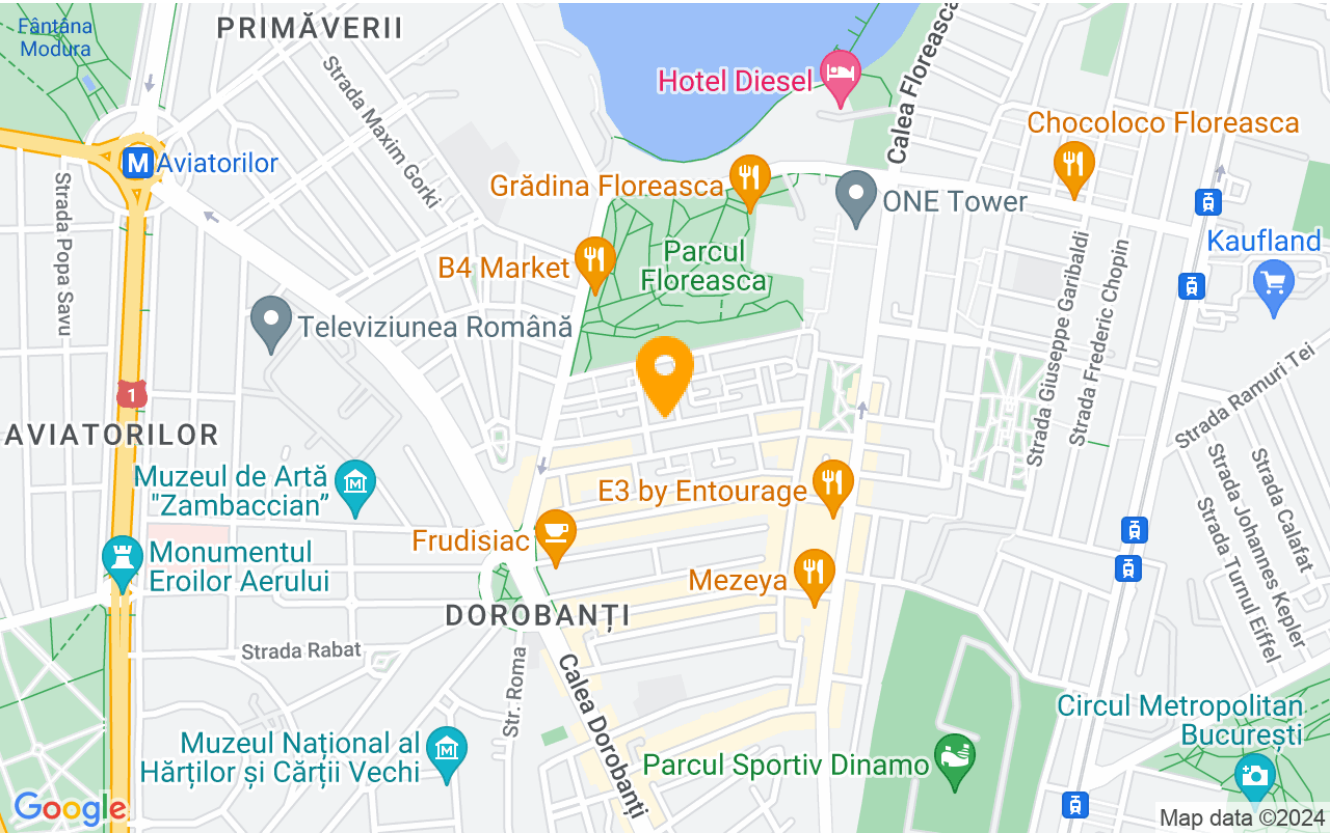 Fântâna
Modura
PRIMĂVERII
Calea Floreasca
Hotel Diesel
Strada Maxim Gorki
Chocoloco Floreasca
M Aviatorilor
Grădina Floreasca
ONE Tower
Strada Popa Savu
Parcul
Floreasca
B4 Market
Kaufland
Strada Giuseppe Garibaldi
Strada Frederic Chopin
Televiziunea Română
Strada Ramuri Tei
1
AVIATORILOR
Muzeul de Artă
"Zambaccian”
E3 by Entourage
Strada Calafat
Strada Johannes Kepler
Strada Turnul Eiffel
Frudisiac
Monumentul
Eroilor Aerului
Mezeya
DOROBANȚI
Strada Rabat
Str. Roma
Calea Dorobanți
Circul Metropolitan
București
Muzeul Național al
Hărților și Cărții Vechi
Parcul Sportiv Dinamo
Google
Map data ©2024